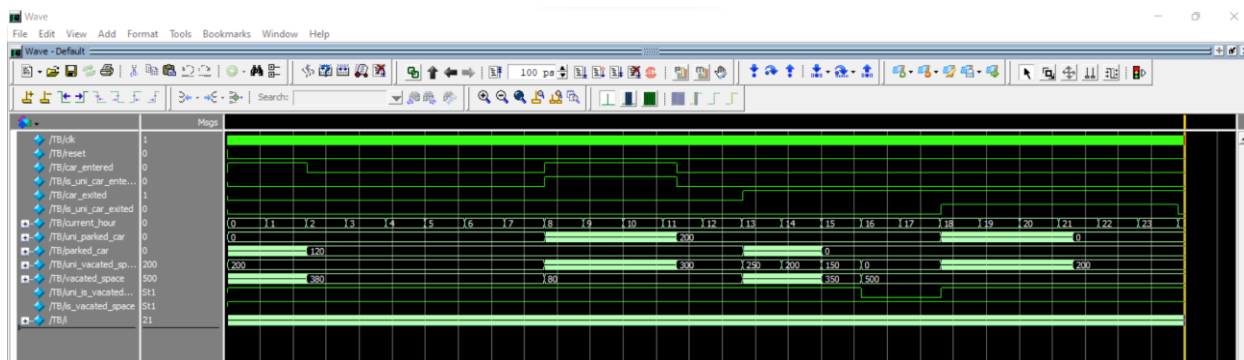 Wave
File Edit View Add Format Tools Bookmarks Window Help
Wave - Default
100 ps
Search:
Msgs
/TB/clk 1
/TB/reset 0
/TB/car_entered 0
/TB/is_uni_car_ente... 0
/TB/car_exited 1
/TB/is_uni_car_exited 0
/TB/current_hour 0 0 1 2 3 4 5 6 7 8 9 10 11 12 13 14 15 16 17 18 19 20 21 22 23
/TB/uni_parked_car 0 0 200 0
/TB/parked_car 0 120 0
/TB/uni_vacated_sp... 200 200 300 250 200 150 0 200
/TB/vacated_space 500 380 80 350 500
/TB/uni_is_vacated... St1
/TB/is_vacated_space St1
/TB/i 21